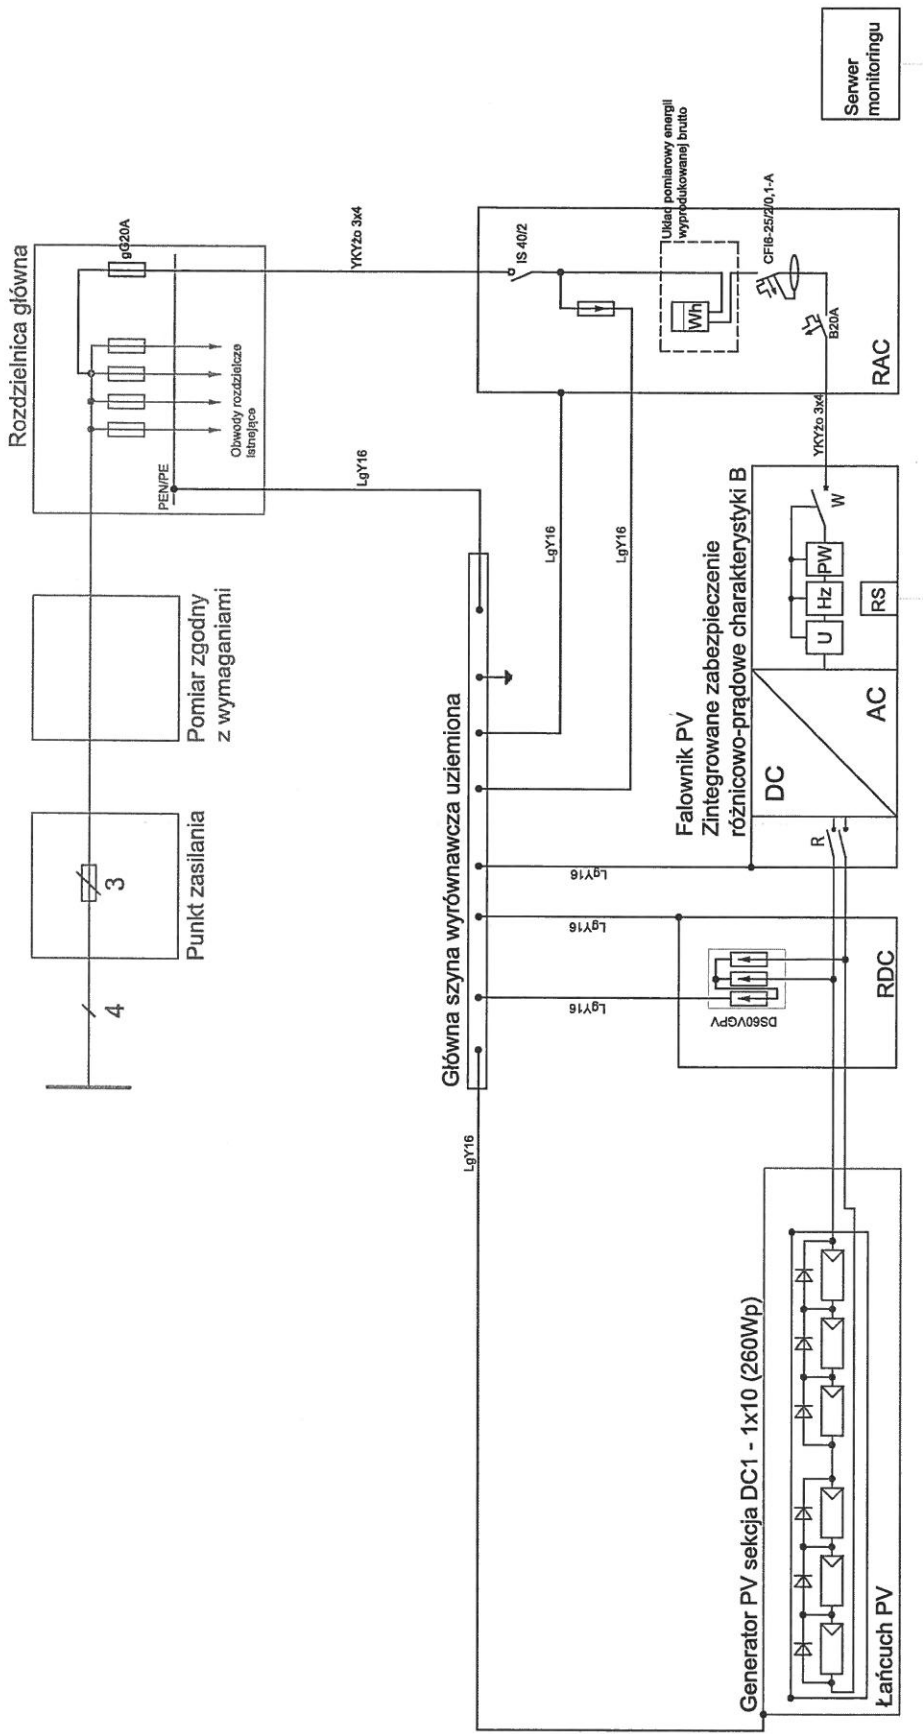 4
3
Punkt zasilania
Pomiar zgodny
z wymaganiami
Rozdzielnica główna
PEN/PE
Obwody rozdzielcze
istniejące
gG20A
YKYżo 3x4
LgY16
Główna szyna wyrównawcza uziemiona
LgY16
LgY16
LgY16
LgY16
LgY16
LgY16
IS 40/2
Układ pomiarowy energii
wyprodukowanej brutto
Wh
CFI6-25/2/0,1-A
B20A
RAC
YKYżo 3x4
Serwer
monitoringu
Falownik PV
Zintegrowane zabezpieczenie
różnicowo-prądowe charakterystyki B
DC
AC
U
Hz
PW
W
RS
R
DS60VGPV
RDC
Generator PV sekcja DC1 - 1x10 (260Wp)
Łańcuch PV